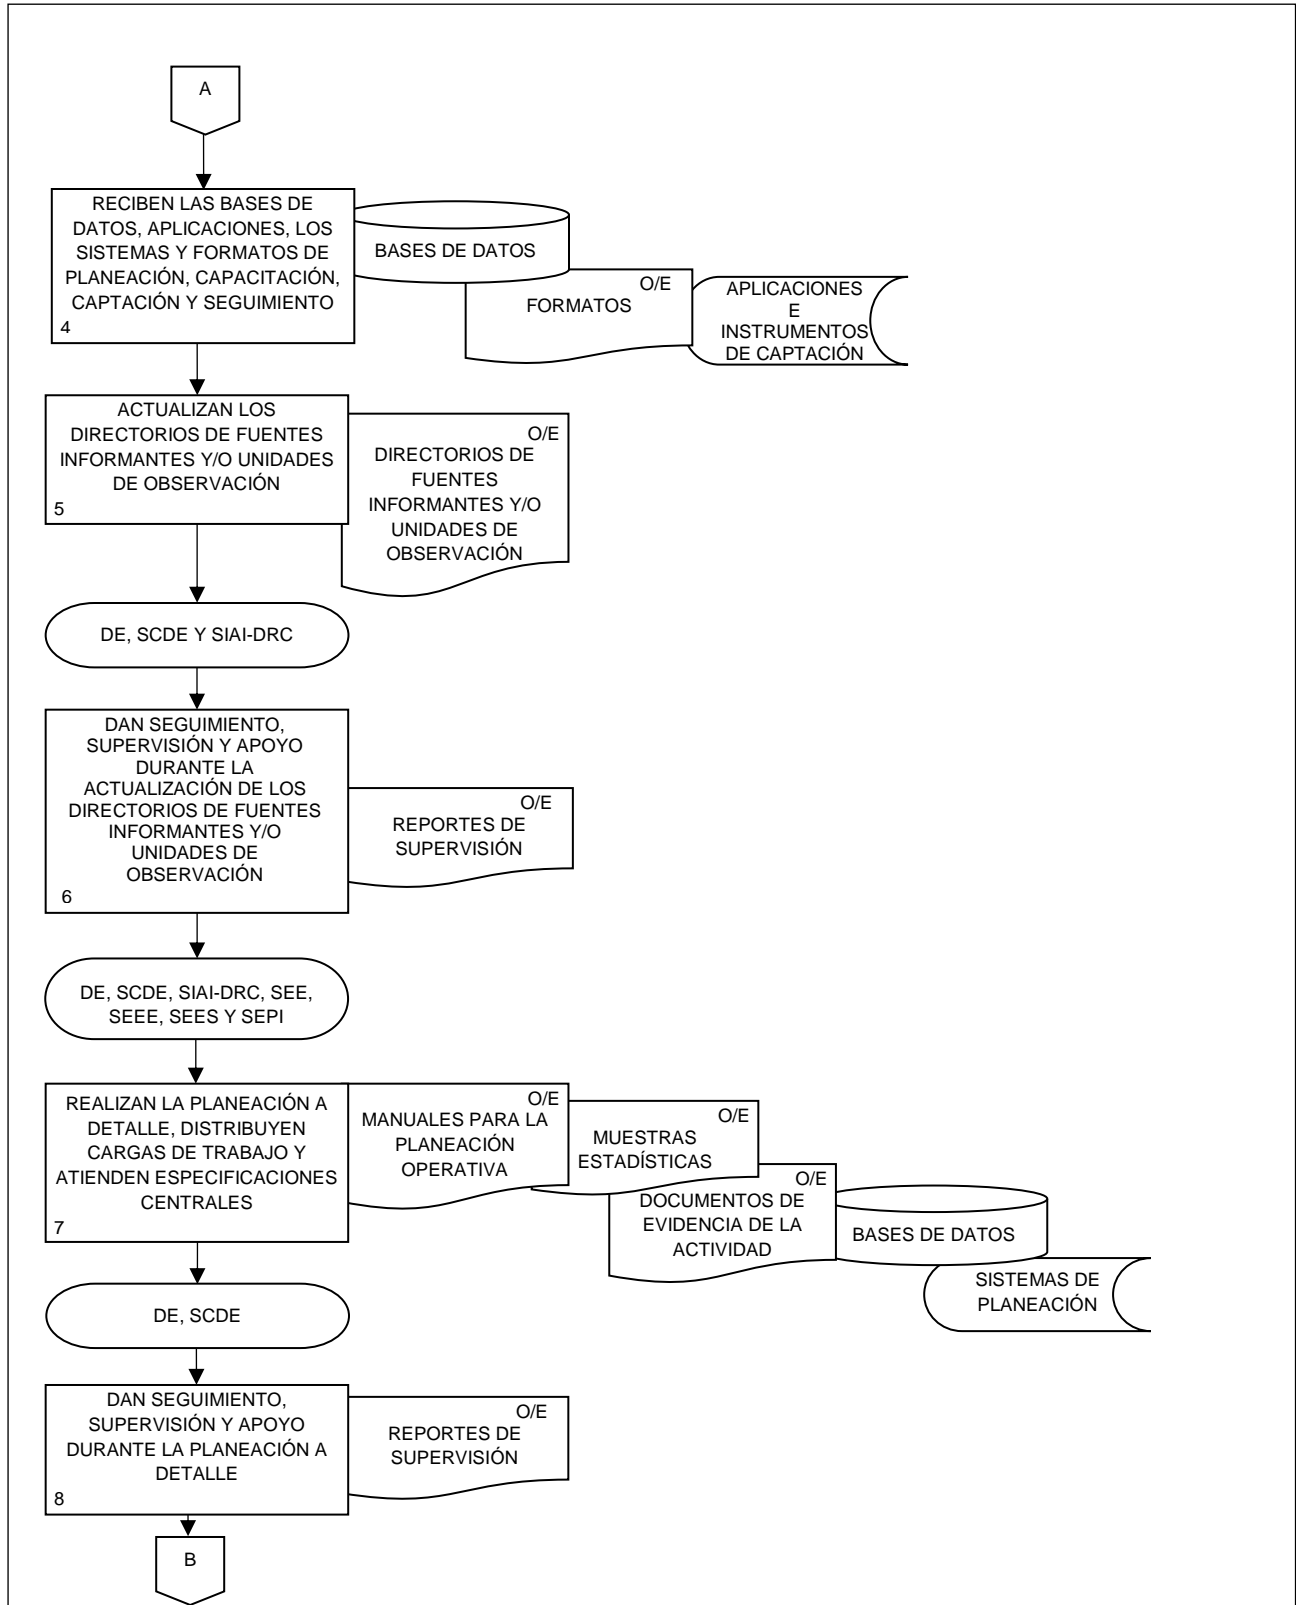 A
RECIBEN LAS BASES DE
DATOS, APLICACIONES, LOS
SISTEMAS Y FORMATOS DE
PLANEACIÓN, CAPACITACIÓN,
CAPTACIÓN Y SEGUIMIENTO
4
BASES DE DATOS
O/E
FORMATOS
APLICACIONES
E
INSTRUMENTOS
DE CAPTACIÓN
ACTUALIZAN LOS
DIRECTORIOS DE FUENTES
INFORMANTES Y/O UNIDADES
DE OBSERVACIÓN
5
O/E
DIRECTORIOS DE
FUENTES
INFORMANTES Y/O
UNIDADES DE
OBSERVACIÓN
DE, SCDE Y SIAI-DRC
DAN SEGUIMIENTO,
SUPERVISIÓN Y APOYO
DURANTE LA
ACTUALIZACIÓN DE LOS
DIRECTORIOS DE FUENTES
INFORMANTES Y/O
UNIDADES DE
OBSERVACIÓN
6
O/E
REPORTES DE
SUPERVISIÓN
DE, SCDE, SIAI-DRC, SEE,
SEEE, SEES Y SEPI
REALIZAN LA PLANEACIÓN A
DETALLE, DISTRIBUYEN
CARGAS DE TRABAJO Y
ATIENDEN ESPECIFICACIONES
CENTRALES
7
O/E
MANUALES PARA LA
PLANEACIÓN
OPERATIVA
O/E
MUESTRAS
ESTADÍSTICAS
O/E
DOCUMENTOS DE
EVIDENCIA DE LA
ACTIVIDAD
BASES DE DATOS
SISTEMAS DE
PLANEACIÓN
DE, SCDE
DAN SEGUIMIENTO,
SUPERVISIÓN Y APOYO
DURANTE LA PLANEACIÓN A
DETALLE
8
O/E
REPORTES DE
SUPERVISIÓN
B